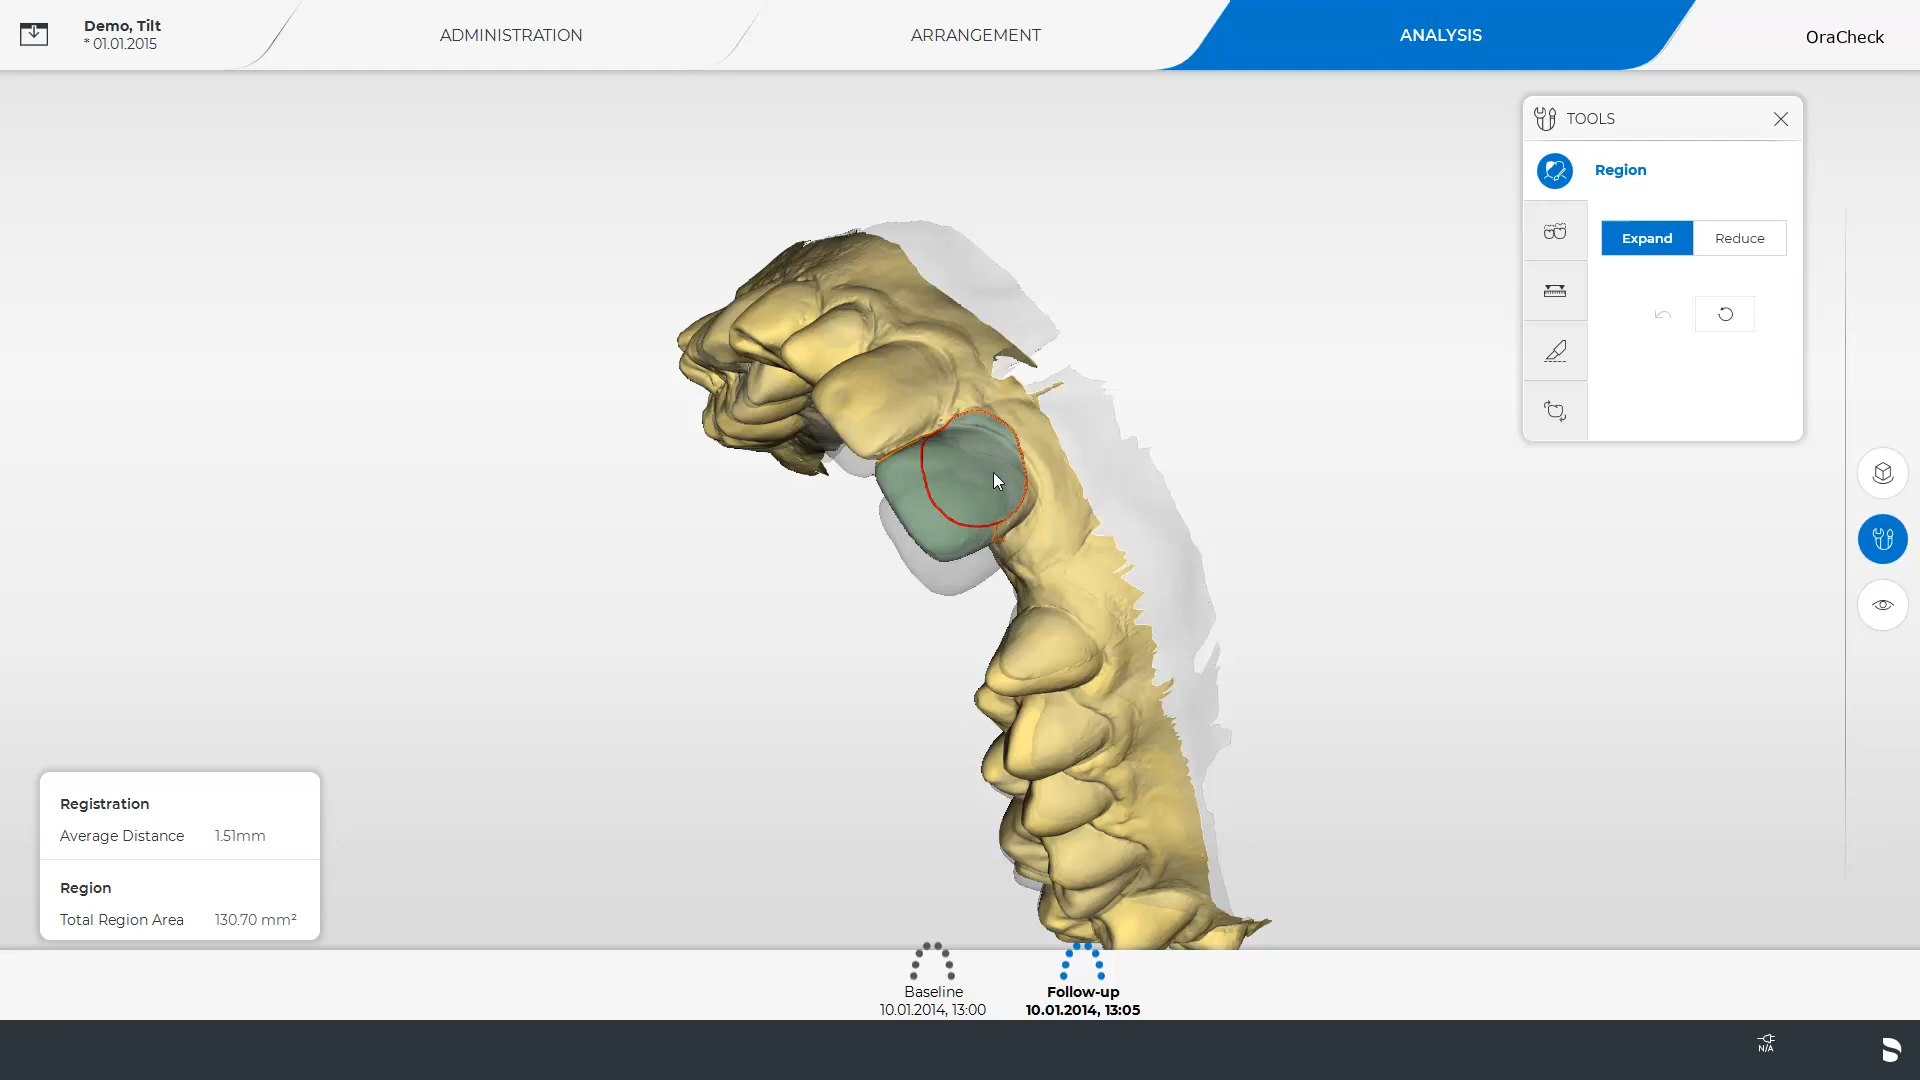 Demo, Tilt
* 01.01.2015
ADMINISTRATION
ARRANGEMENT
ANALYSIS
OraCheck
TOOLS
Region
Expand
Reduce
Registration
Average Distance 1.51mm
Region
Total Region Area 130.70 mm²
Baseline
10.01.2014, 13:00
Follow-up
10.01.2014, 13:05
N/A